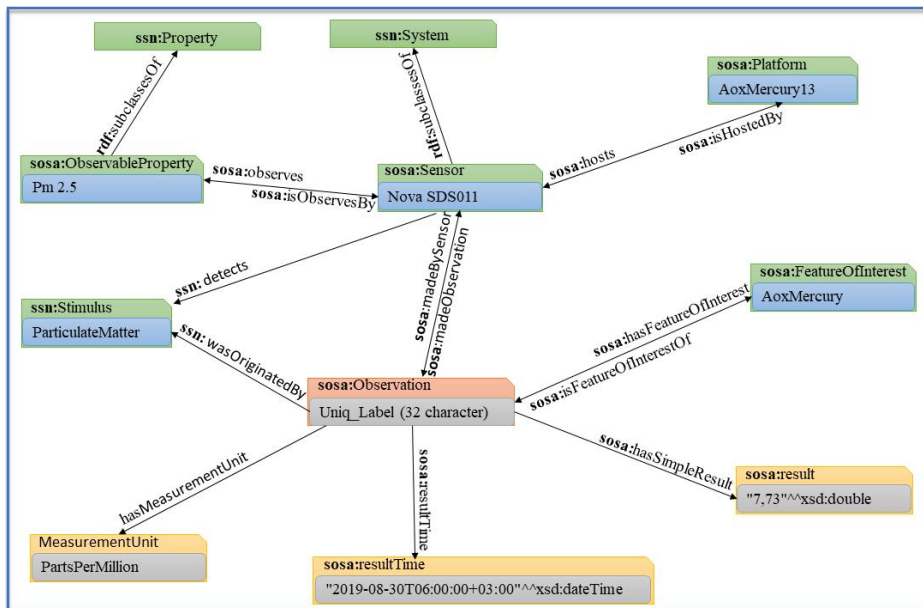 ssn:Property
ssn:System
rdf:subclassesOf
rdf:subclassesOf
sosa:Platform
AoxMercury13
sosa:hosts
sosa:isHostedBy
sosa:ObservableProperty
Pm 2.5
sosa:observes
sosa:isObservesBy
sosa:Sensor
Nova SDS011
ssn: detects
sosa:madeBySensor
sosa:madeObservation
sosa:FeatureOfInterest
AoxMercury
sosa:hasFeatureOfInterest
sosa:isFeatureOfInterestOf
ssn:Stimulus
ParticulateMatter
ssn: wasOriginatedBy
sosa:Observation
Uniq_Label (32 character)
hasMeasurementUnit
sosa:resultTime
sosa:hasSimpleResult
sosa:result
"7,73"^^xsd:double
MeasurementUnit
PartsPerMillion
sosa:resultTime
"2019-08-30T06:00:00+03:00"^^xsd:dateTime